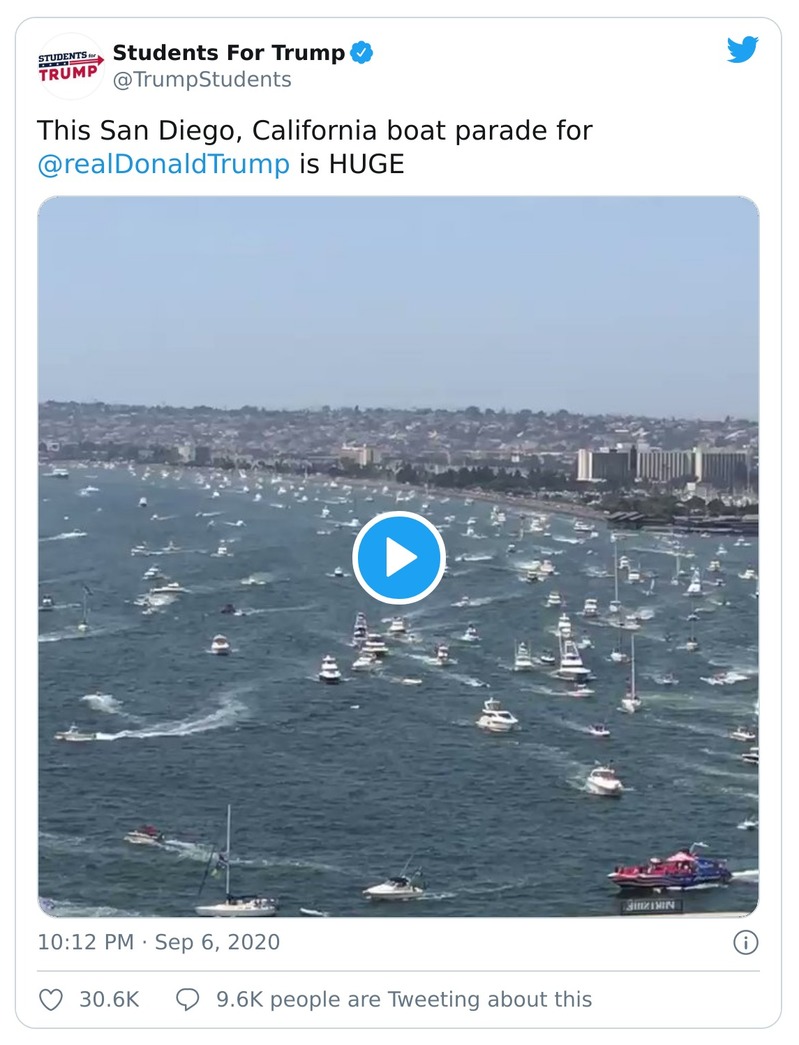 STUDENTS for
TRUMP
Students For Trump
@TrumpStudents
This San Diego, California boat parade for
@realDonaldTrump is HUGE
10:12 PM · Sep 6, 2020
30.6K
9.6K people are Tweeting about this